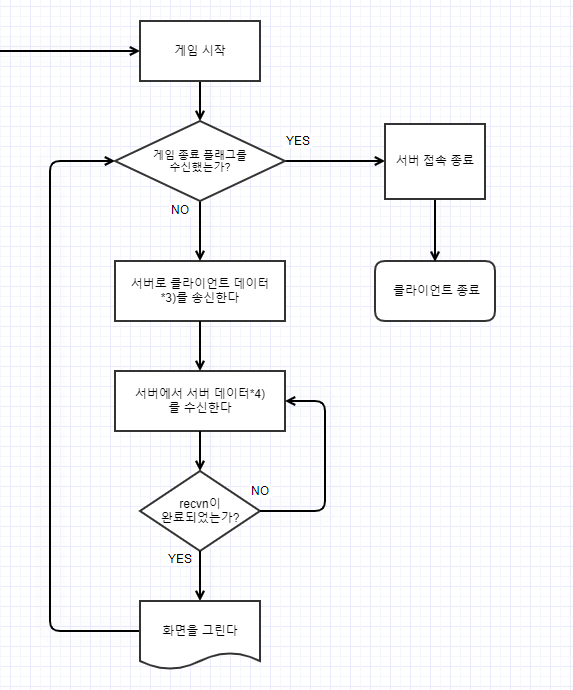 게임 시작
게임 종료 플래그를
수신했는가?
YES
서버 접속 종료
NO
서버로 클라이언트 데이터
*3)를 송신한다
클라이언트 종료
서버에서 서버 데이터*4)
를 수신한다
NO
recvn이
완료되었는가?
YES
화면을 그린다